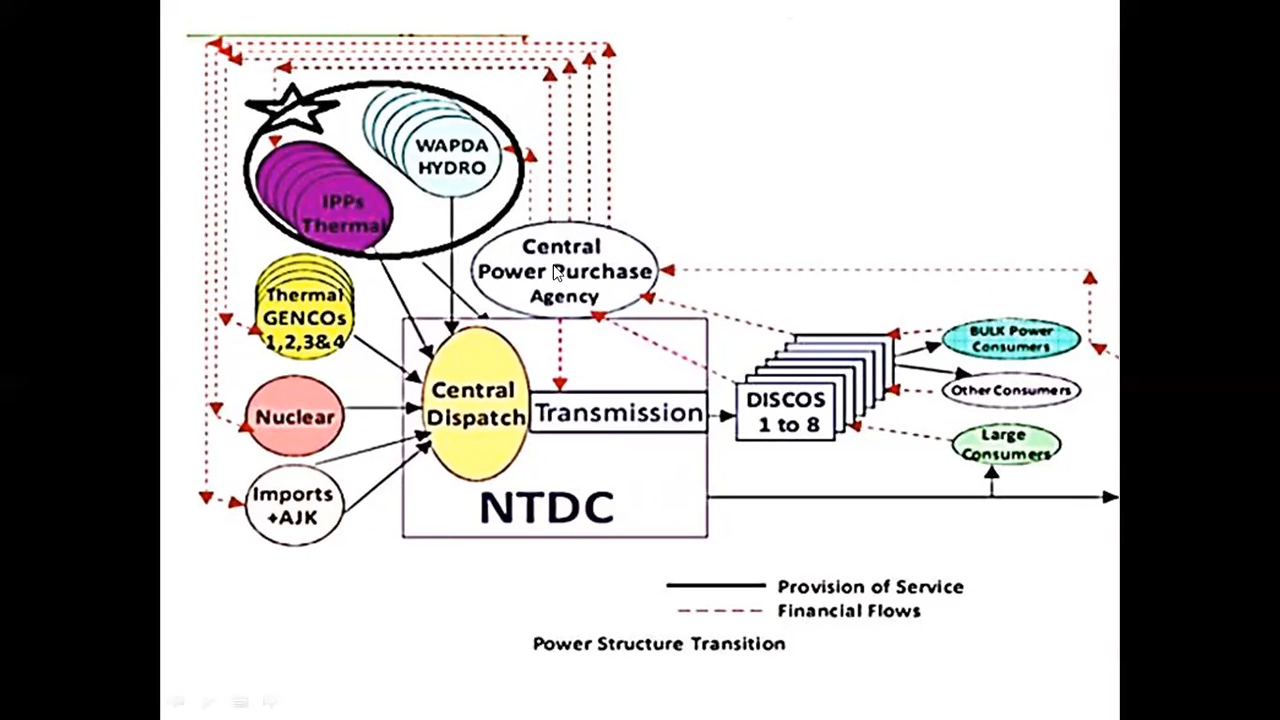 WAPDA
HYDRO
IPPs
Thermal
Central
Power Purchase
Agency
Thermal
GENCOs
1,2,3&4
Nuclear
Imports
+AJK
Central
Dispatch
Transmission
NTDC
DISCOS
1 to 8
BULK Power
Consumers
Other Consumers
Large
Consumers
Provision of Service
Financial Flows
Power Structure Transition